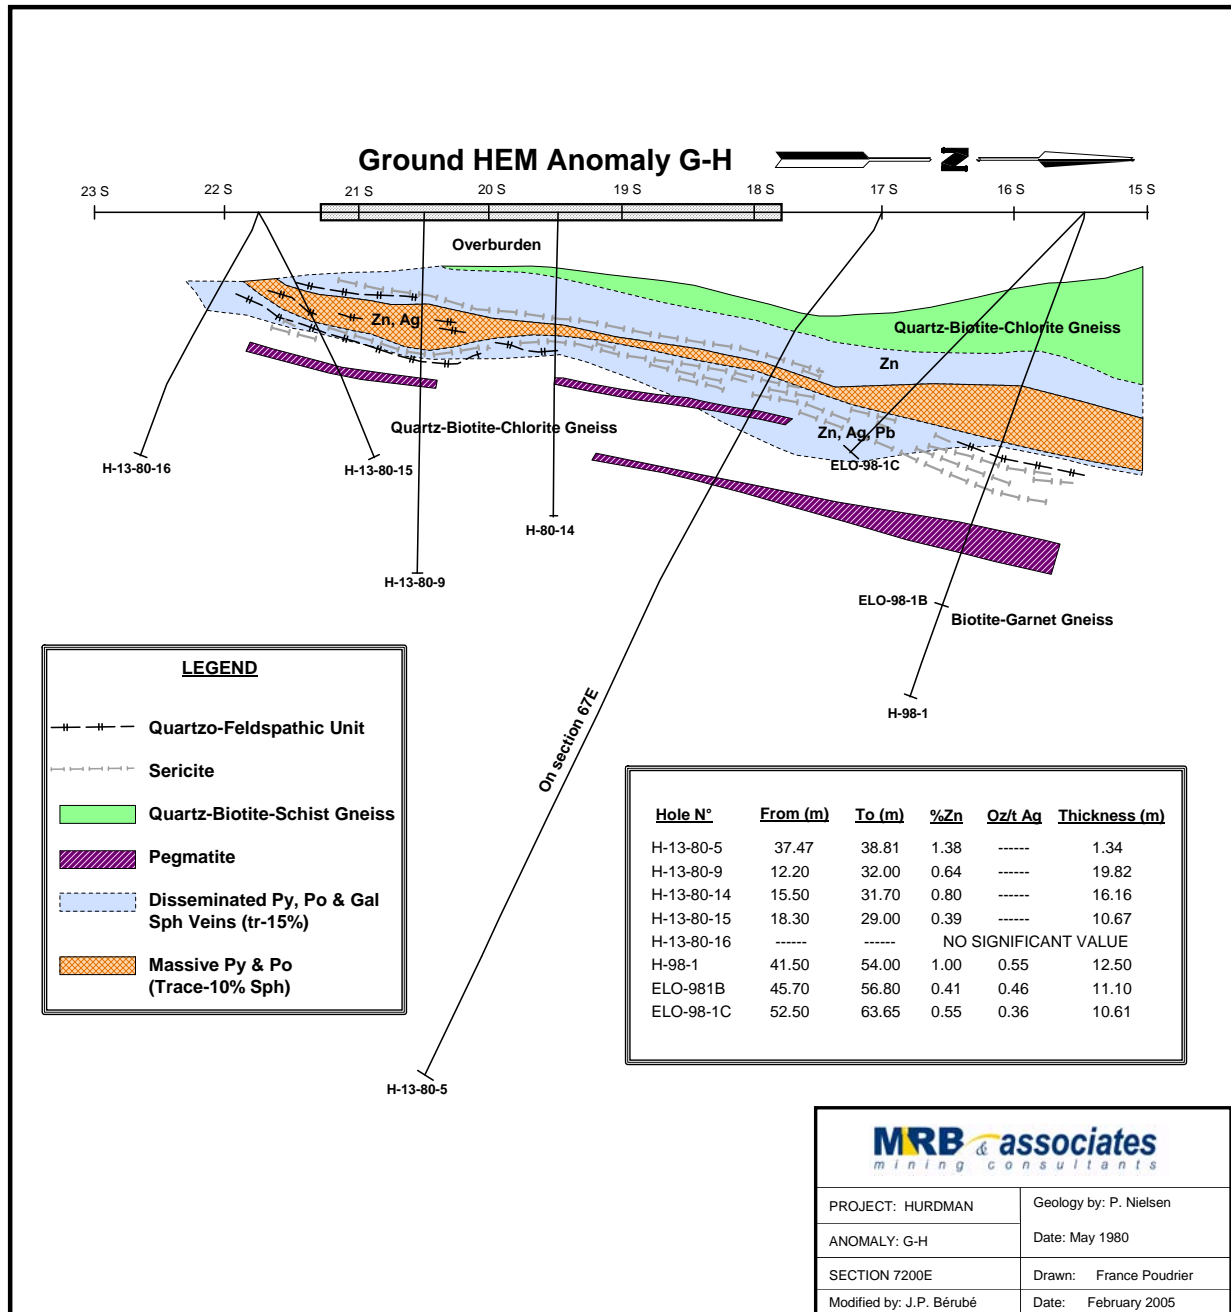 Ground HEM Anomaly G-H
N
23 S 22 S 21 S 20 S 19 S 18 S 17 S 16 S 15 S
Overburden
Zn, Ag
Quartz-Biotite-Chlorite Gneiss
Zn
Quartz-Biotite-Chlorite Gneiss
Zn, Ag, Pb
H-13-80-16
H-13-80-15
ELO-98-1C
H-80-14
H-13-80-9
ELO-98-1B
Biotite-Garnet Gneiss
On section 67E
H-98-1
H-13-80-5
LEGEND
Quartzo-Feldspathic Unit
Sericite
Quartz-Biotite-Schist Gneiss
Pegmatite
Disseminated Py, Po & Gal
Sph Veins (tr-15%)
Massive Py & Po
(Trace-10% Sph)
Hole N° From (m) To (m) %Zn Oz/t Ag Thickness (m)
H-13-80-5 37.47 38.81 1.38 ------ 1.34
H-13-80-9 12.20 32.00 0.64 ------ 19.82
H-13-80-14 15.50 31.70 0.80 ------ 16.16
H-13-80-15 18.30 29.00 0.39 ------ 10.67
H-13-80-16 ------ ------ NO SIGNIFICANT VALUE
H-98-1 41.50 54.00 1.00 0.55 12.50
ELO-981B 45.70 56.80 0.41 0.46 11.10
ELO-98-1C 52.50 63.65 0.55 0.36 10.61
MRB & associates
mining consultants
PROJECT: HURDMAN
Geology by: P. Nielsen
ANOMALY: G-H
Date: May 1980
SECTION 7200E
Drawn: France Poudrier
Modified by: J.P. Bérubé
Date: February 2005